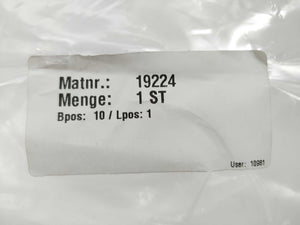 Matnr.: 19224
Menge: 1 ST
Bpos: 10 / Lpos: 1
User: 10981